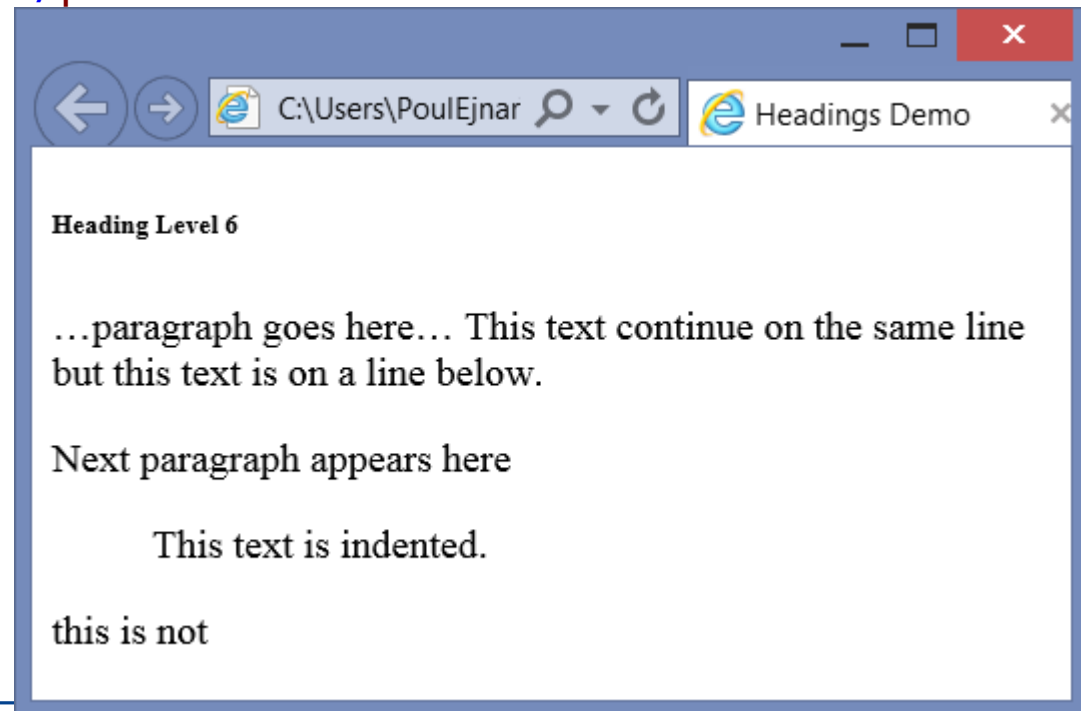 /p
C:\Users\PoulEjnar
Headings Demo
Heading Level 6
…paragraph goes here… This text continue on the same line
but this text is on a line below.
Next paragraph appears here
This text is indented.
this is not